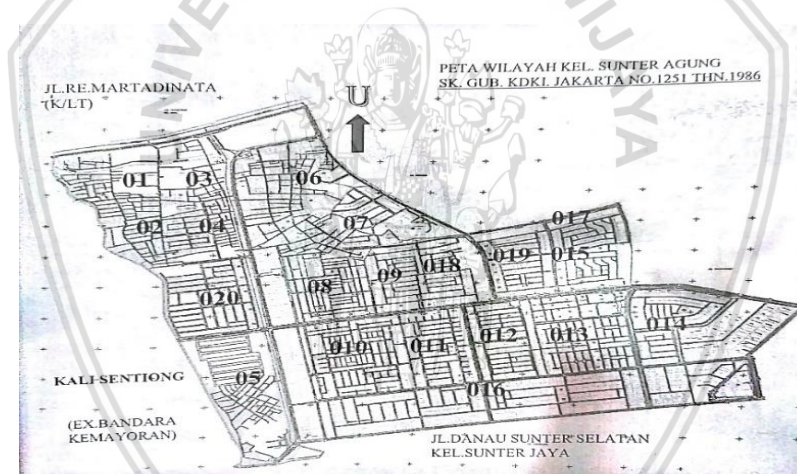 PETA WILAYAH KEL. SUNTER AGUNG
SK. GUB. KDKI. JAKARTA NO.1251 THN.1986
JL.RE.MARTADINATA
(K/LT)
U
01
03
06
02
04
07
017
020
08
09
018
019
015
010
011
012
013
014
05
016
KALI SENTIONG
(EX.BANDARA
KEMAYORAN)
JL.DANAU SUNTER SELATAN
KEL.SUNTER JAYA